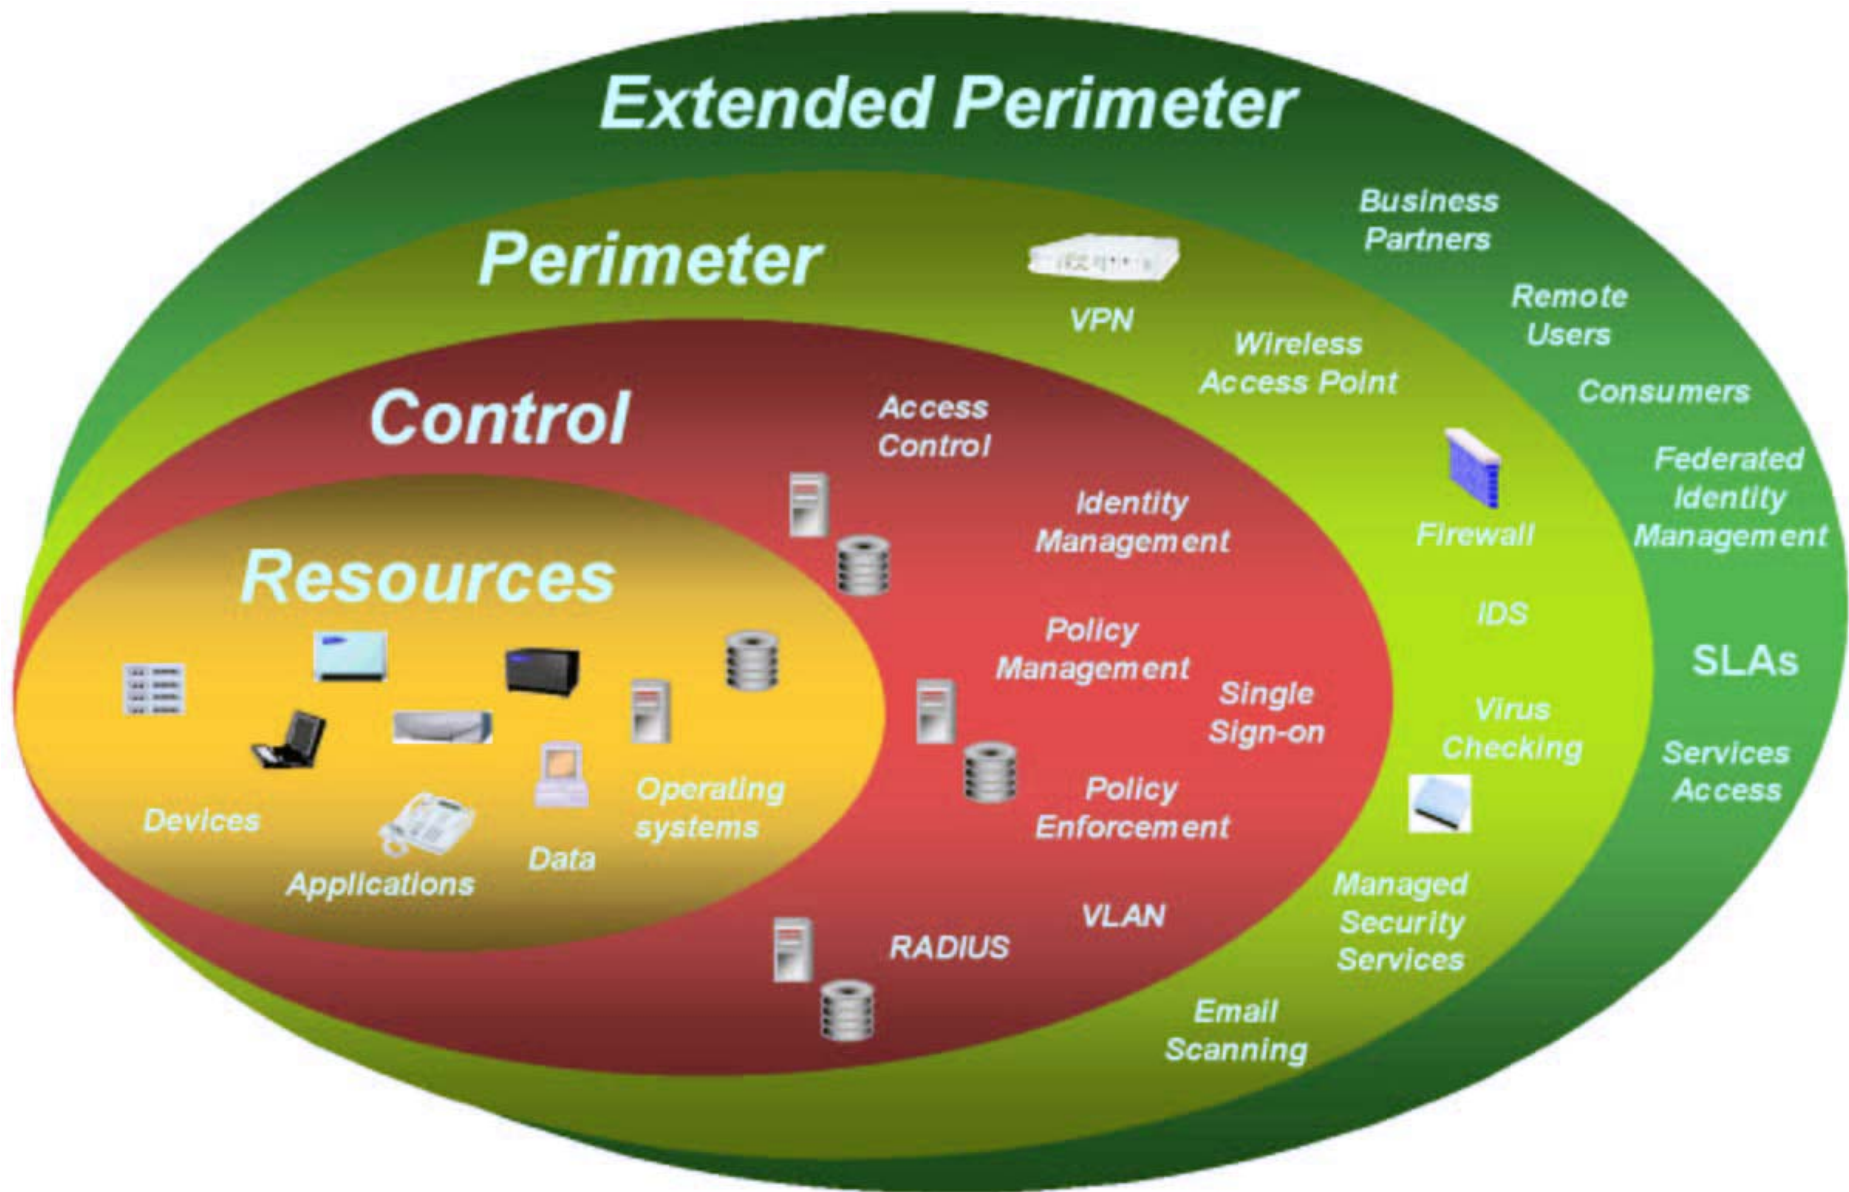 Extended Perimeter
Business
Partners
Remote
Users
Consumers
Federated
Identity
Management
SLAs
Services
Access
Perimeter
VPN
Wireless
Access Point
Firewall
IDS
Virus
Checking
Managed
Security
Services
Email
Scanning
Control
Access
Control
Identity
Management
Policy
Management
Single
Sign-on
Policy
Enforcement
VLAN
RADIUS
Resources
Devices
Applications
Data
Operating
systems